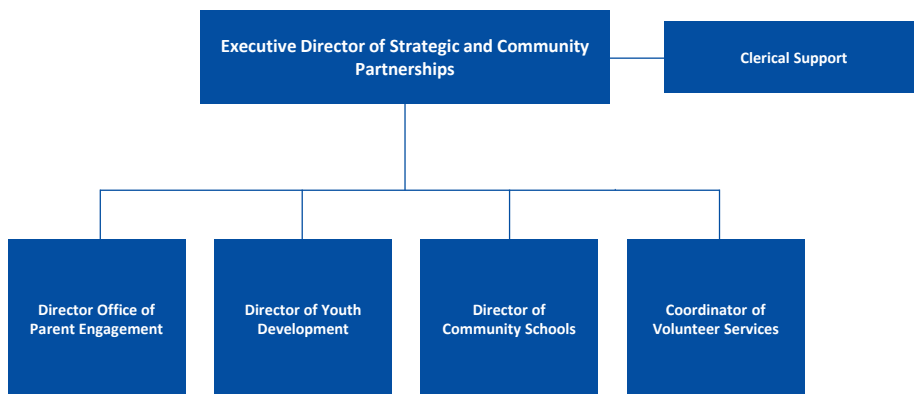 Executive Director of Strategic and Community
Partnerships
Clerical Support
Director Office of
Parent Engagement
Director of Youth
Development
Director of
Community Schools
Coordinator of
Volunteer Services